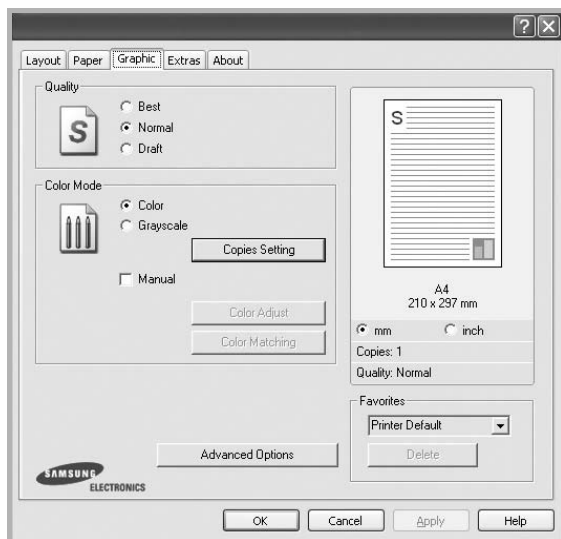 Layout Paper Graphic Extras About
Quality
S
Best
Normal
Draft
Color Mode
Color
Grayscale
Copies Setting
Manual
Color Adjust
Color Matching
S
A4
210 x 297 mm
mm inch
Copies: 1
Quality: Normal
Favorites
Printer Default
Delete
Advanced Options
SAMSUNG
ELECTRONICS
OK Cancel Apply Help